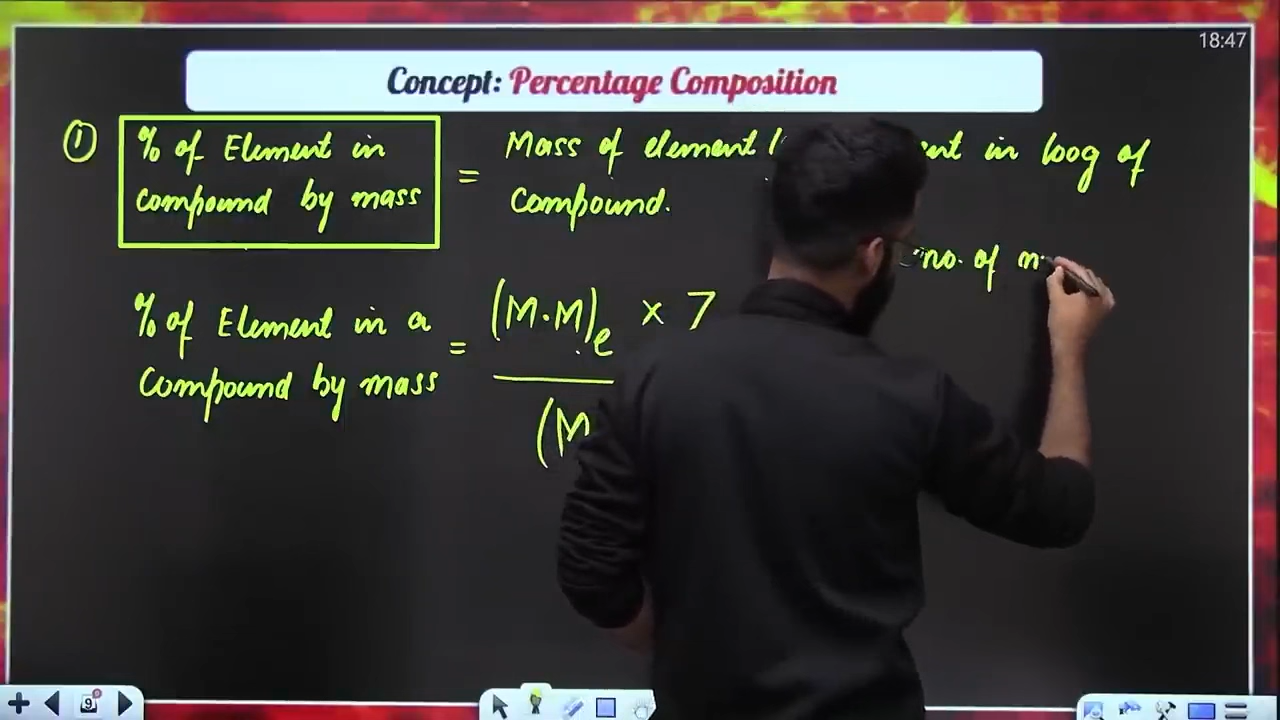 18:47
Concept: Percentage Composition
① % of Element in
compound by mass
=
Mass of element in 100g of
compound.
no. of
% of Element in a
compound by mass
= (M.M)e × 7
(M
9